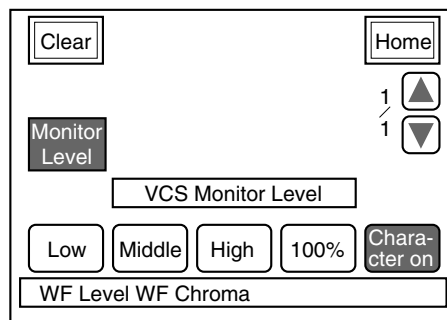 Clear
Home
1
/
1
Monitor
Level
VCS Monitor Level
Low
Middle
High
100%
Chara-
cter on
WF Level WF Chroma